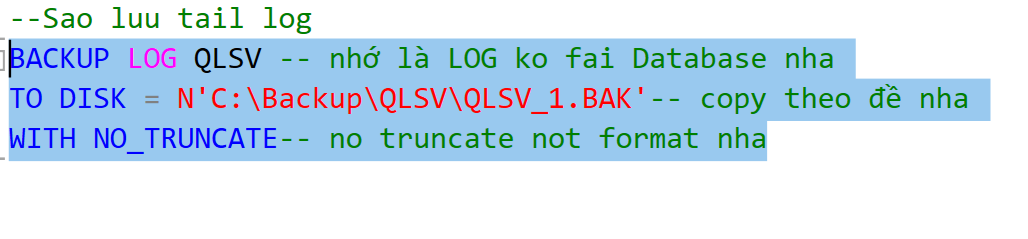 --Sao luu tail log
BACKUP LOG QLSV -- nhớ là LOG ko fai Database nha
TO DISK = N'C:\Backup\QLSV\QLSV_1.BAK'-- copy theo đề nha
WITH NO_TRUNCATE-- no truncate not format nha